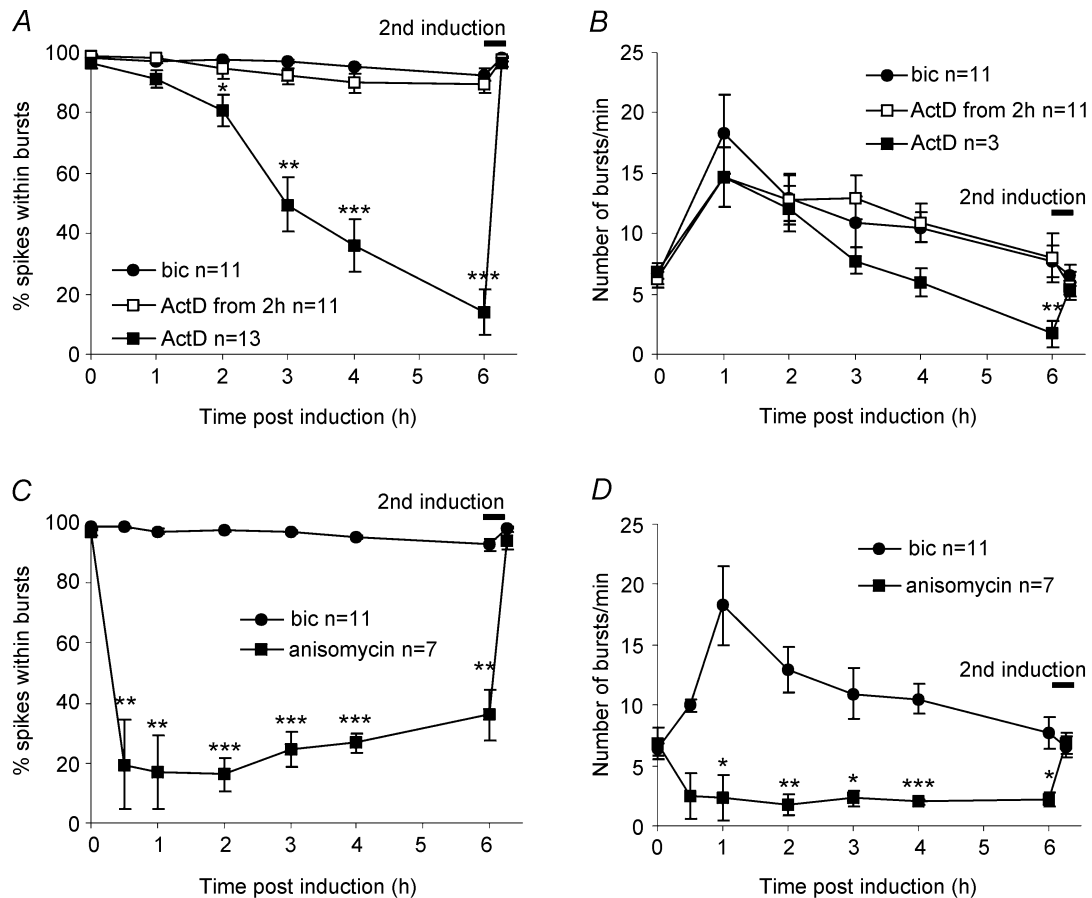 A
2nd induction
100
80
60
40
20
0
% spikes within bursts
*
**
***
***
bic n=11
ActD from 2h n=11
ActD n=13
0 1 2 3 4 5 6
Time post induction (h)
B
25
20
15
10
5
0
Number of bursts/min
bic n=11
ActD from 2h n=11
ActD n=3
2nd induction
**
0 1 2 3 4 5 6
Time post induction (h)
C
2nd induction
100
80
60
40
20
0
% spikes within bursts
bic n=11
anisomycin n=7
**
**
***
***
***
**
0 1 2 3 4 5 6
Time post induction (h)
D
25
20
15
10
5
0
Number of bursts/min
bic n=11
anisomycin n=7
2nd induction
*
**
*
***
*
0 1 2 3 4 5 6
Time post induction (h)